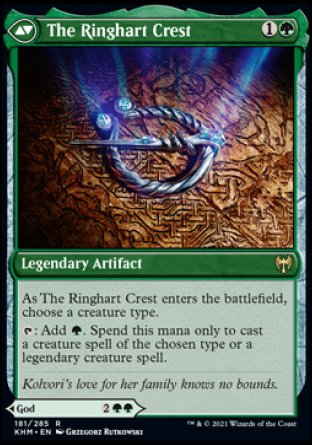 The Ringhart Crest 1
Legendary Artifact
As The Ringhart Crest enters the battlefield,
choose a creature type.
: Add . Spend this mana only to cast
a creature spell of the chosen type or a
legendary creature spell.
Kolvori's love for her family knows no bounds.
God 2
181/285 R
KHM • EN Grzegorz Rutkowski
™ & © 2021 Wizards of the Coast